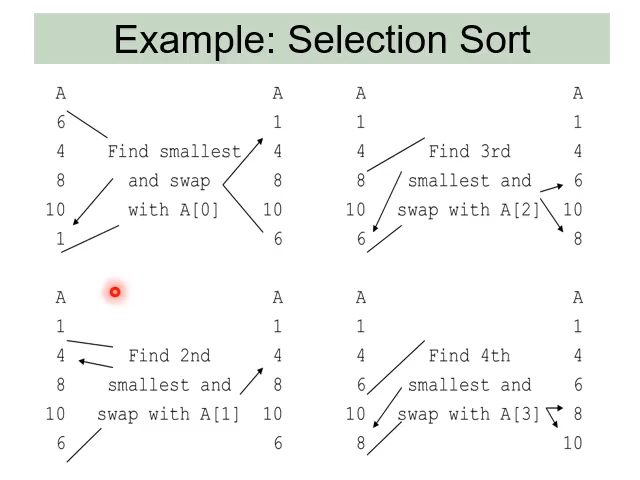 Example: Selection Sort
A A
6 1
4 Find smallest 4
8 and swap 8
10 with A[0] 10
1 6
A A
1 1
4 Find 3rd 4
8 smallest and 6
10 swap with A[2] 10
6 8
A A
1 1
4 Find 2nd 4
8 smallest and 8
10 swap with A[1] 10
6 6
A A
1 1
4 Find 4th 4
6 smallest and 6
10 swap with A[3] 8
8 10